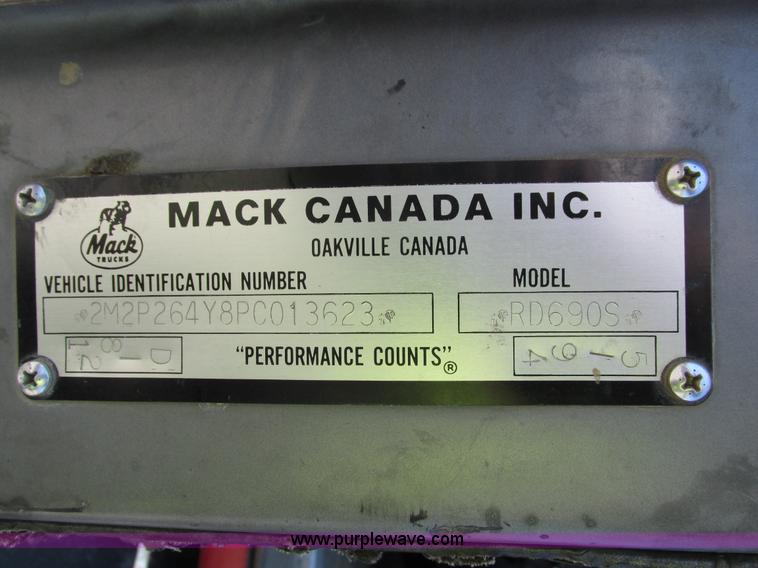 MACK CANADA INC.
Mack
TRUCKS
OAKVILLE CANADA
VEHICLE IDENTIFICATION NUMBER
MODEL
2M2P264Y8PC013623
RD690S
"PERFORMANCE COUNTS"®
www.purplewave.com